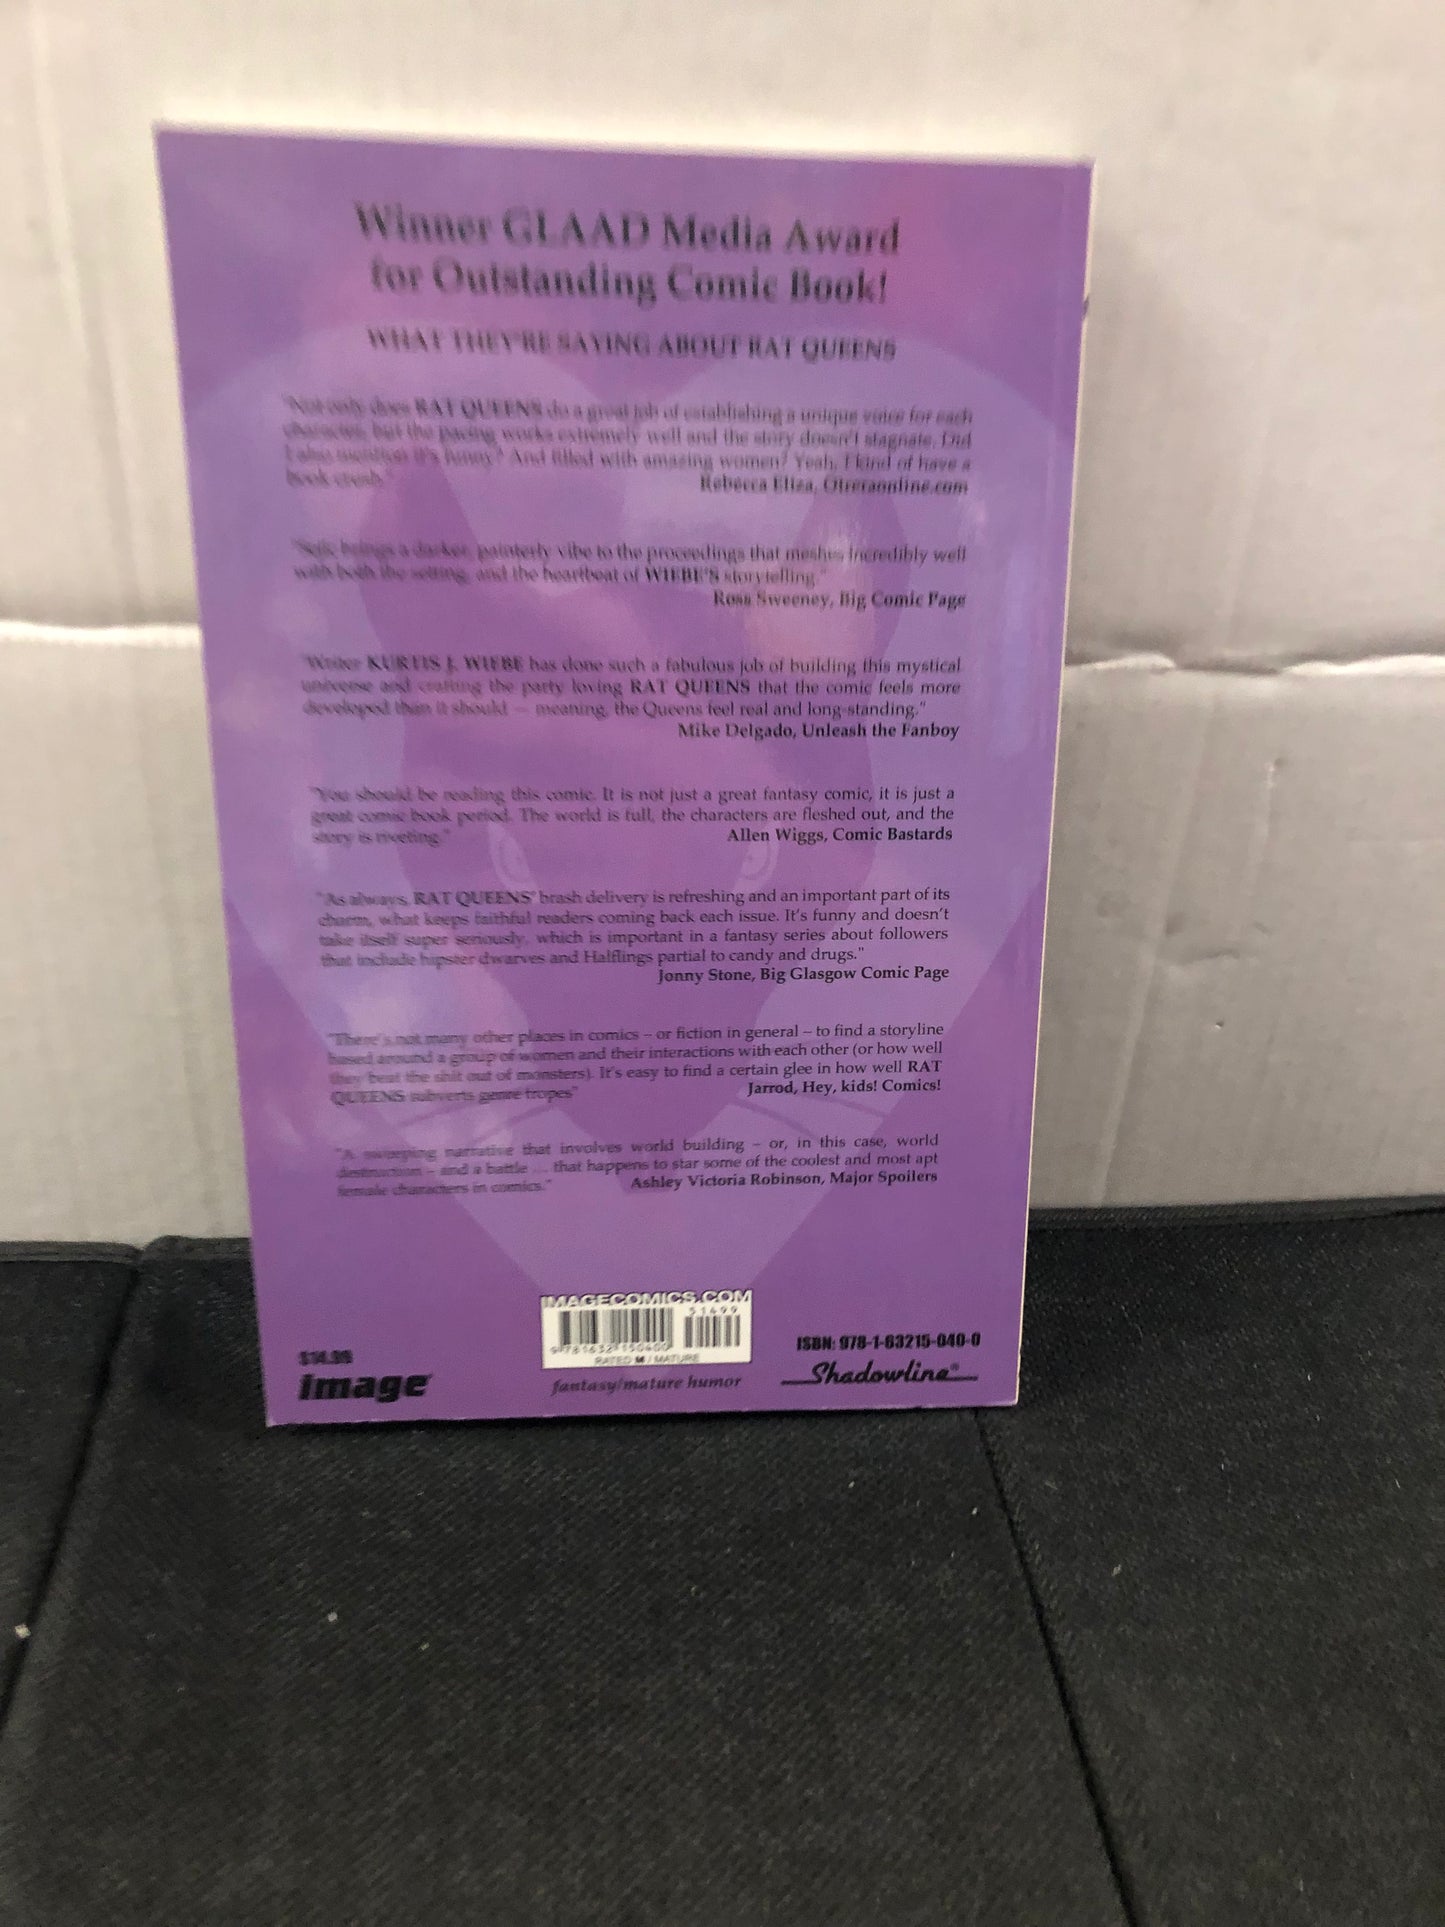 Winner GLAAD Media Award
for Outstanding Comic Book!
WHAT THEY'RE SAYING ABOUT RAT QUEENS
"Not only does RAT QUEENS do a great job of establishing a unique voice for each
character, but the pacing works extremely well and the story doesn't stagnate. Did
I also mention it's funny? And filled with amazing women? Yeah, I kind of have a
book crush."
Rebecca Eliza, Otreraonline.com
"Sejic brings a darker, painterly vibe to the proceedings that meshes incredibly well
with both the setting, and the heartbeat of WIEBE'S storytelling."
Ross Sweeney, Big Comic Page
"Writer KURTIS J. WIEBE has done such a fabulous job of building this mystical
universe and crafting the party loving RAT QUEENS that the comic feels more
developed than it should — meaning, the Queens feel real and long-standing."
Mike Delgado, Unleash the Fanboy
"You should be reading this comic. It is not just a great fantasy comic, it is just a
great comic book period. The world is full, the characters are fleshed out, and the
story is riveting."
Allen Wiggs, Comic Bastards
"As always, RAT QUEENS' brash delivery is refreshing and an important part of its
charm, what keeps faithful readers coming back each issue. It's funny and doesn't
take itself super seriously, which is important in a fantasy series about followers
that include hipster dwarves and Halflings partial to candy and drugs."
Jonny Stone, Big Glasgow Comic Page
"There's not many other places in comics – or fiction in general – to find a storyline
based around a group of women and their interactions with each other (or how well
they beat the shit out of monsters). It's easy to find a certain glee in how well RAT
QUEENS subverts genre tropes"
Jarrod, Hey, kids! Comics!
"A sweeping narrative that involves world building – or, in this case, world
destruction – and a battle ... that happens to star some of the coolest and most apt
female characters in comics."
Ashley Victoria Robinson, Major Spoilers
IMAGECOMICS.COM
51499
9 781632 150400
RATED M / MATURE
fantasy/mature humor
$14.99
image
ISBN: 978-1-63215-040-0
Shadowline®